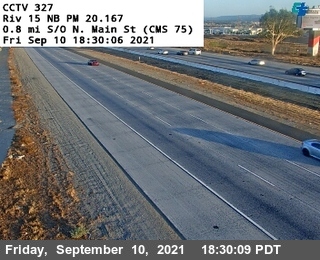 CCTV 327
Riv 15 NB PM 20.167
0.8 mi S/O N. Main St (CMS 75)
Fri Sep 10 18:30:06 2021
Friday, September 10, 2021 18:30:09 PDT